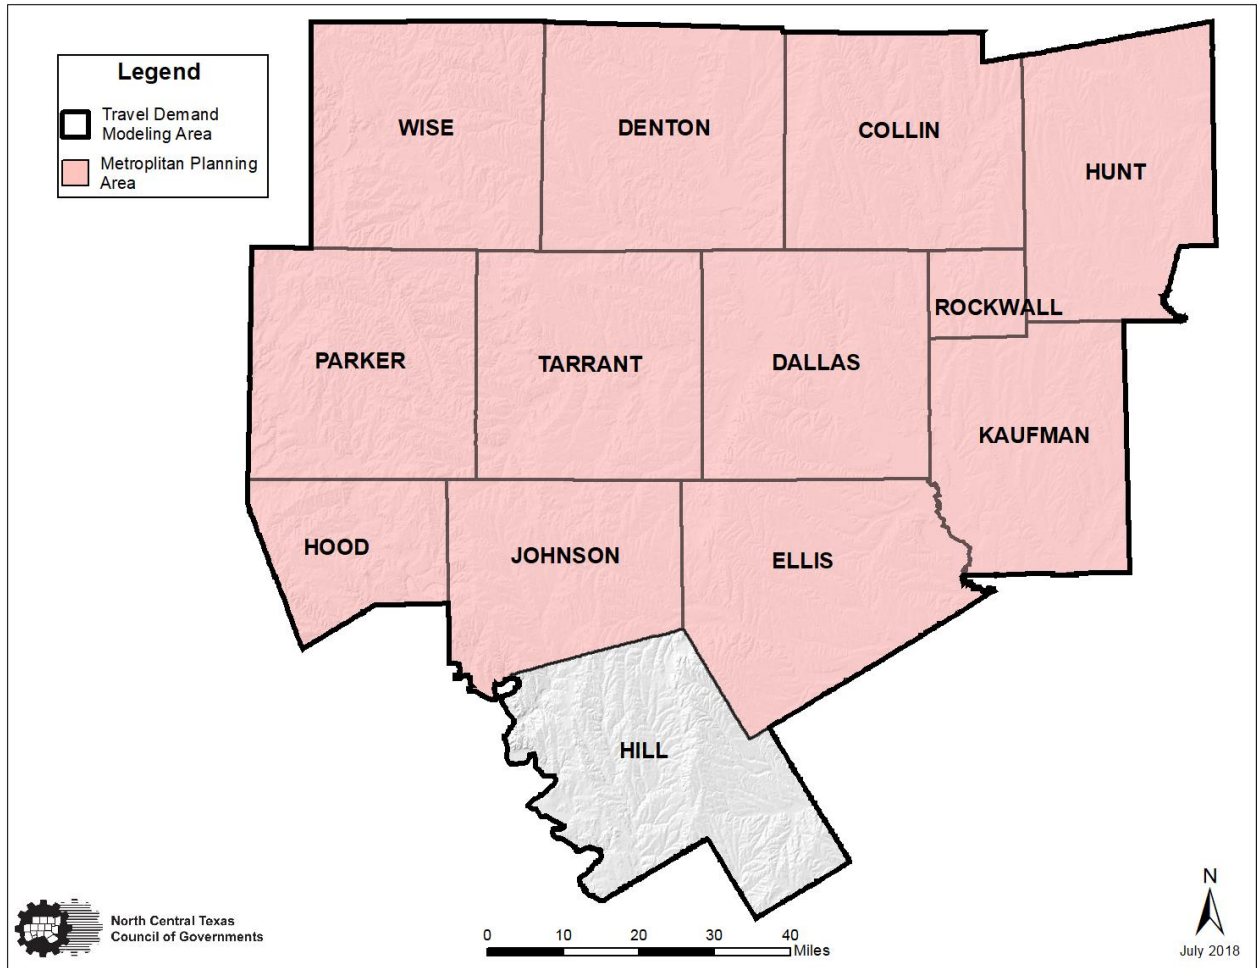 Legend
Travel Demand
Modeling Area
Metroplitan Planning
Area
WISE
DENTON
COLLIN
HUNT
ROCKWALL
PARKER
TARRANT
DALLAS
KAUFMAN
HOOD
JOHNSON
ELLIS
HILL
North Central Texas
Council of Governments
0 10 20 30 40
Miles
N
July 2018